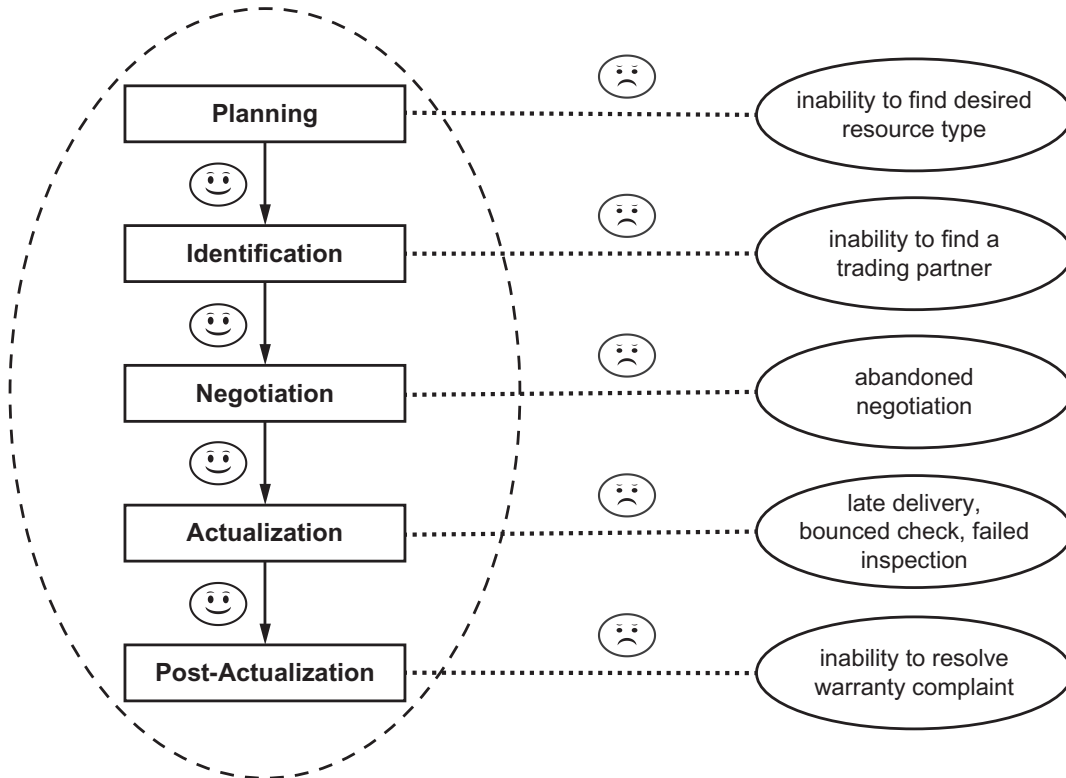 Planning
inability to find desired
resource type
Identification
inability to find a
trading partner
Negotiation
abandoned
negotiation
Actualization
late delivery,
bounced check, failed
inspection
Post-Actualization
inability to resolve
warranty complaint